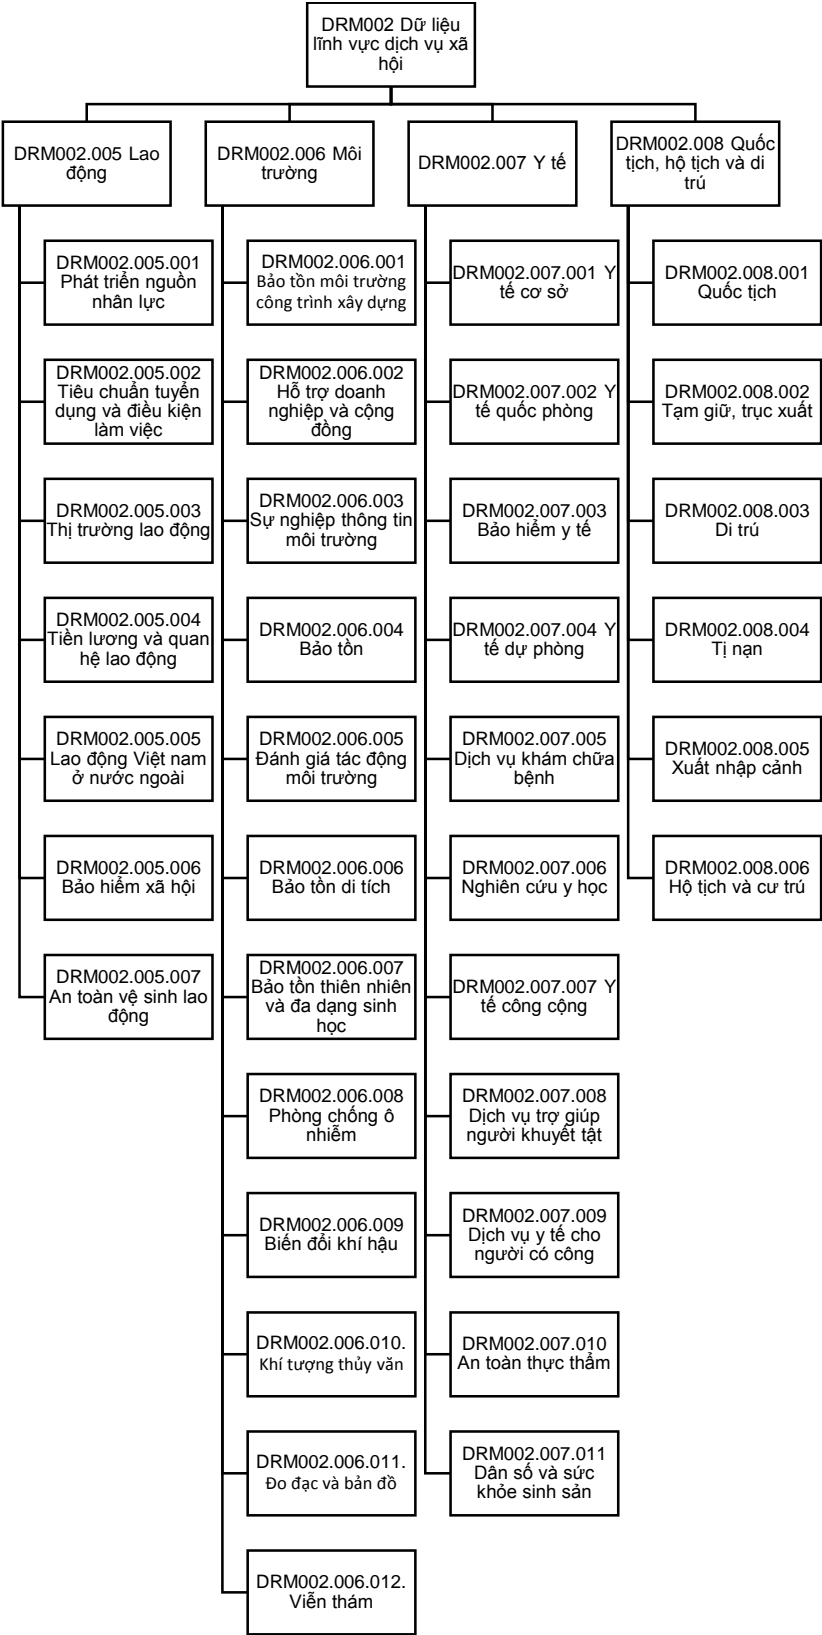 DRM002 Dữ liệu
lĩnh vực dịch vụ xã
hội
DRM002.005 Lao
động
DRM002.006 Môi
trường
DRM002.007 Y tế
DRM002.008 Quốc
tịch, hộ tịch và di
trú
DRM002.005.001
Phát triển nguồn
nhân lực
DRM002.005.002
Tiêu chuẩn tuyển
dụng và điều kiện
làm việc
DRM002.005.003
Thị trường lao động
DRM002.005.004
Tiền lương và quan
hệ lao động
DRM002.005.005
Lao động Việt nam
ở nước ngoài
DRM002.005.006
Bảo hiểm xã hội
DRM002.005.007
An toàn vệ sinh lao
động
DRM002.006.001
Bảo tồn môi trường
công trình xây dựng
DRM002.006.002
Hỗ trợ doanh
nghiệp và cộng
đồng
DRM002.006.003
Sự nghiệp thông tin
môi trường
DRM002.006.004
Bảo tồn
DRM002.006.005
Đánh giá tác động
môi trường
DRM002.006.006
Bảo tồn di tích
DRM002.006.007
Bảo tồn thiên nhiên
và đa dạng sinh
học
DRM002.006.008
Phòng chống ô
nhiễm
DRM002.006.009
Biến đổi khí hậu
DRM002.006.010.
Khí tượng thủy văn
DRM002.006.011.
Đo đạc và bản đồ
DRM002.006.012.
Viễn thám
DRM002.007.001 Y
tế cơ sở
DRM002.007.002 Y
tế quốc phòng
DRM002.007.003
Bảo hiểm y tế
DRM002.007.004 Y
tế dự phòng
DRM002.007.005
Dịch vụ khám chữa
bệnh
DRM002.007.006
Nghiên cứu y học
DRM002.007.007 Y
tế công cộng
DRM002.007.008
Dịch vụ trợ giúp
người khuyết tật
DRM002.007.009
Dịch vụ y tế cho
người có công
DRM002.007.010
An toàn thực thẩm
DRM002.007.011
Dân số và sức
khỏe sinh sản
DRM002.008.001
Quốc tịch
DRM002.008.002
Tạm giữ, trục xuất
DRM002.008.003
Di trú
DRM002.008.004
Tị nạn
DRM002.008.005
Xuất nhập cảnh
DRM002.008.006
Hộ tịch và cư trú